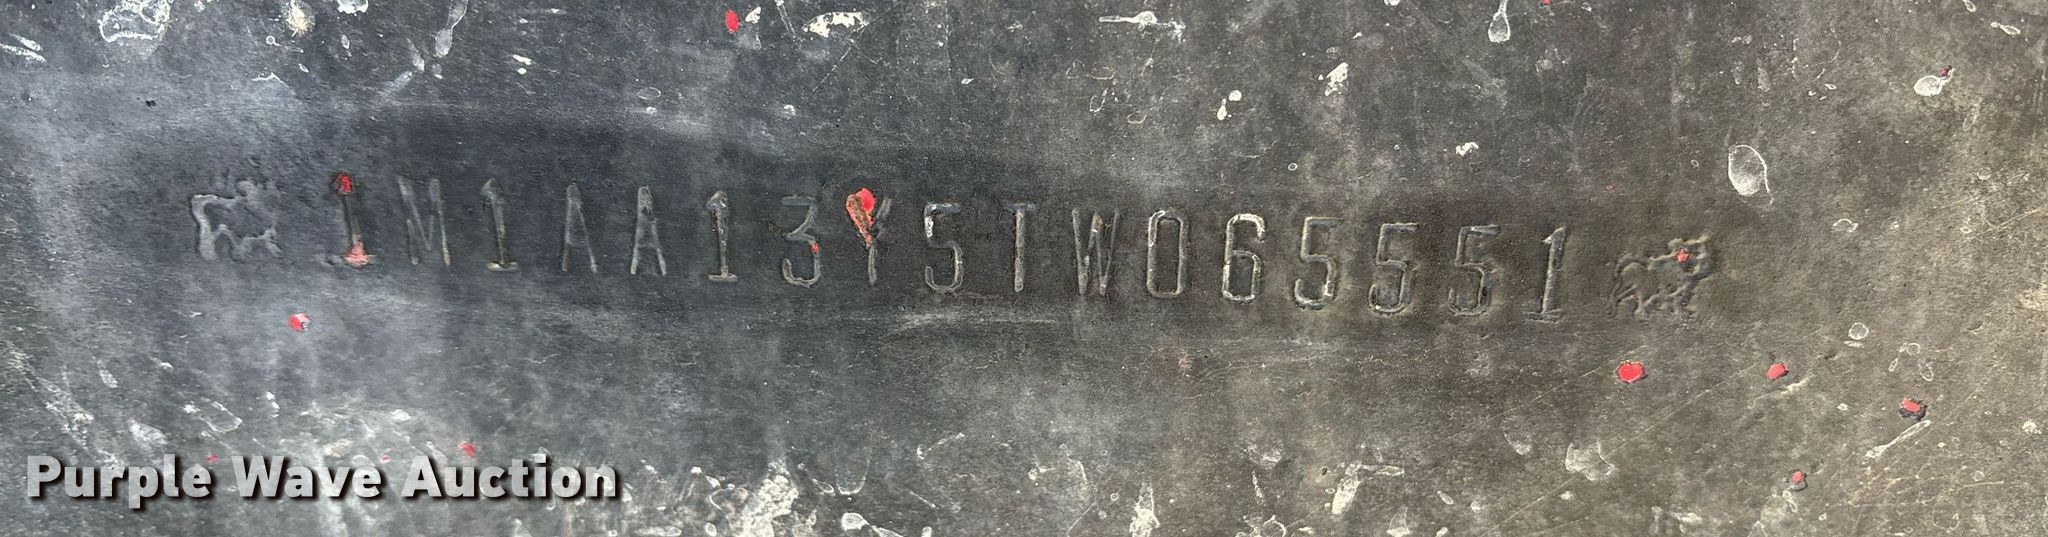 1M1AA13Y5TW065551
Purple Wave Auction